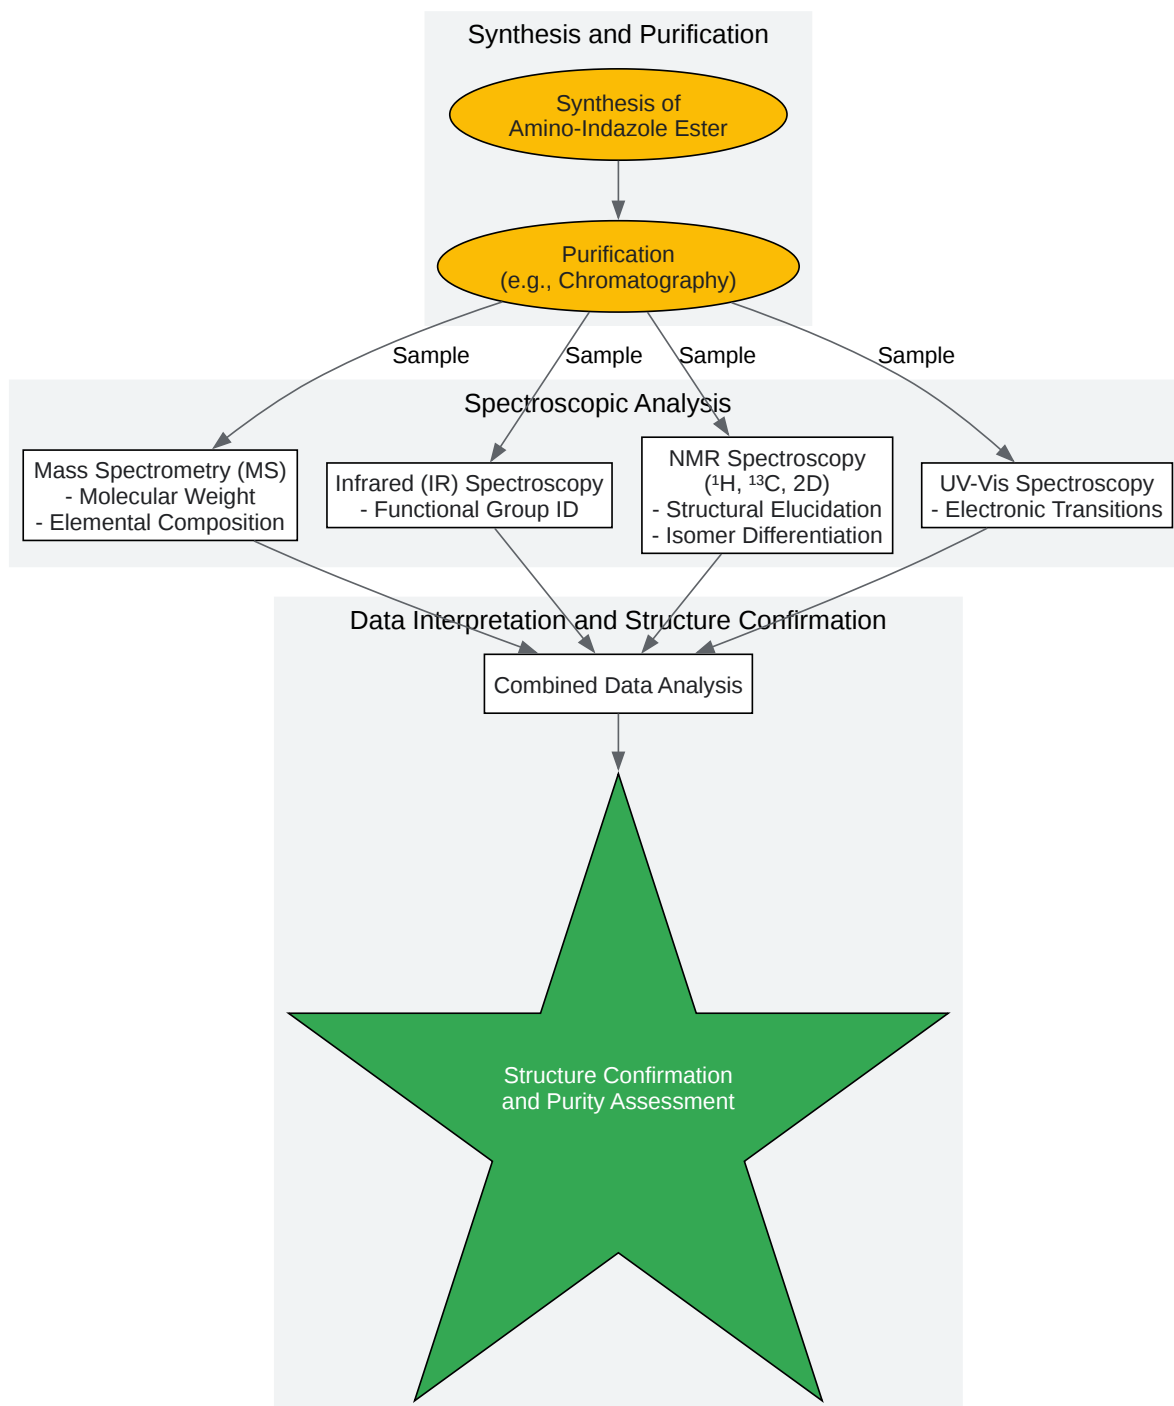 Synthesis and Purification
Synthesis of
Amino-Indazole Ester
Purification
(e.g., Chromatography)
Sample
Sample
Sample
Sample
Spectroscopic Analysis
Mass Spectrometry (MS)
- Molecular Weight
- Elemental Composition
Infrared (IR) Spectroscopy
- Functional Group ID
NMR Spectroscopy
(¹H, ¹³C, 2D)
- Structural Elucidation
- Isomer Differentiation
UV-Vis Spectroscopy
- Electronic Transitions
Data Interpretation and Structure Confirmation
Combined Data Analysis
Structure Confirmation
and Purity Assessment